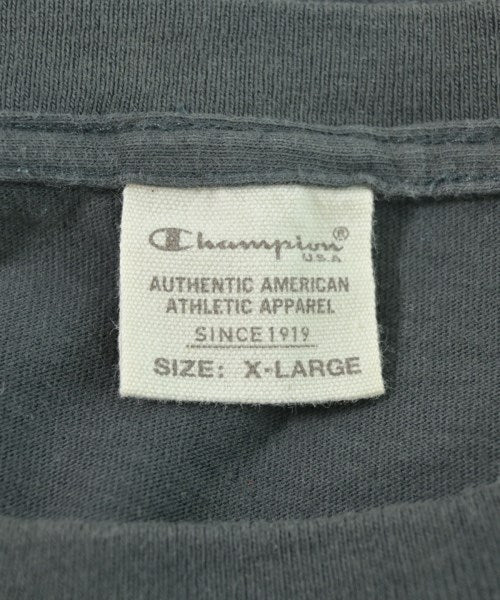 Champion®
U.S.A
AUTHENTIC AMERICAN
ATHLETIC APPAREL
SINCE 1919
SIZE: X-LARGE